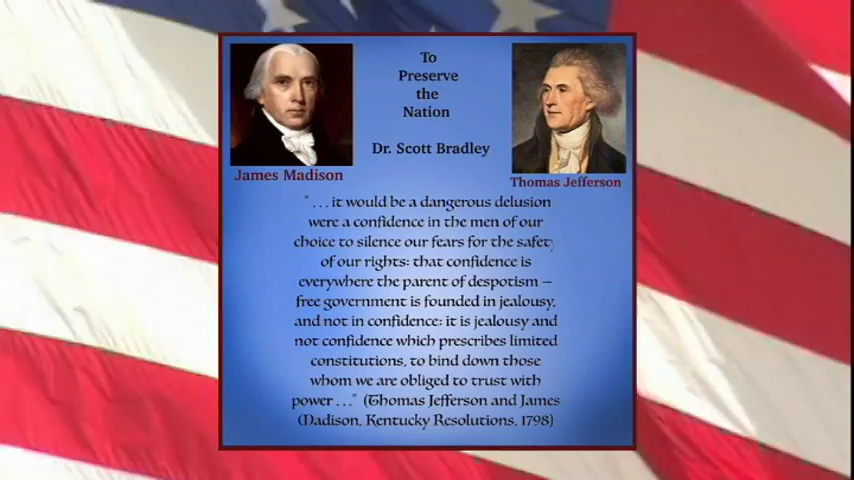 To
Preserve
the
Nation
Dr. Scott Bradley
James Madison
Thomas Jefferson
" . . . it would be a dangerous delusion
were a confidence in the men of our
choice to silence our fears for the safety
of our rights: that confidence is
everywhere the parent of despotism –
free government is founded in jealousy,
and not in confidence: it is jealousy and
not confidence which prescribes limited
constitutions, to bind down those
whom we are obliged to trust with
power . . ." (Thomas Jefferson and James
Madison, Kentucky Resolutions, 1798)